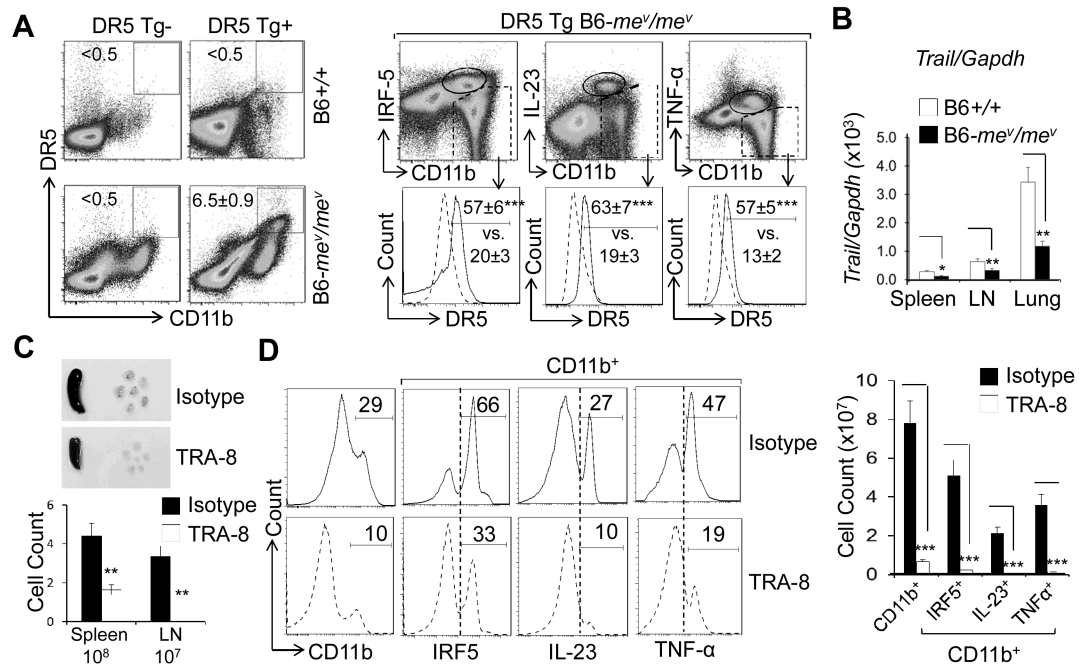 A
DR5 Tg-
DR5 Tg+
<0.5
<0.5
B6+/+
DR5
<0.5
6.5±0.9
B6-meᵛ/meᵛ
CD11b
DR5 Tg B6-meᵛ/meᵛ
IRF-5
IL-23
TNF-α
CD11b
CD11b
CD11b
Count
57±6***
vs.
20±3
Count
63±7***
vs.
19±3
Count
57±5***
vs.
13±2
DR5
DR5
DR5
B
Trail/Gapdh
B6+/+
B6-meᵛ/meᵛ
Trail/Gapdh (x10³)
5.0
4.0
3.0
2.0
1.0
0.0
*
**
**
Spleen
LN
Lung
C
Isotype
TRA-8
Isotype
TRA-8
Cell Count
6
4
2
0
**
**
Spleen
LN
10⁸
10⁷
D
CD11b⁺
29
66
27
47
Isotype
Count
10
33
10
19
TRA-8
CD11b
IRF5
IL-23
TNF-α
Isotype
TRA-8
Cell Count (x10⁷)
10
8
6
4
2
0
***
***
***
***
CD11b⁺
IRF5⁺
IL-23⁺
TNFα⁺
CD11b⁺